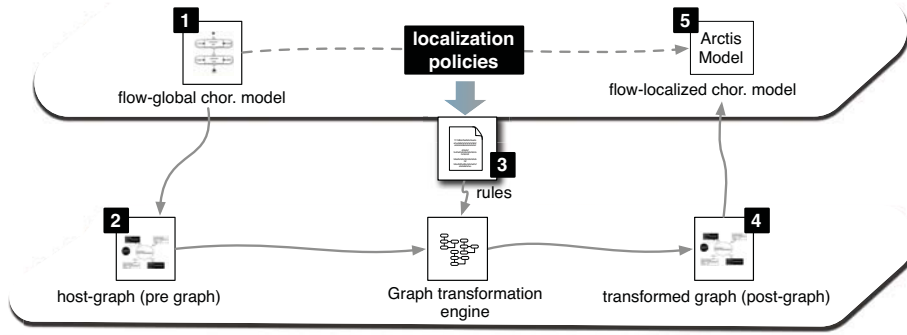 1
localization
policies
5
Arctis
Model
flow-global chor. model
flow-localized chor. model
3
rules
2
4
host-graph (pre graph)
Graph transformation
engine
transformed graph (post-graph)